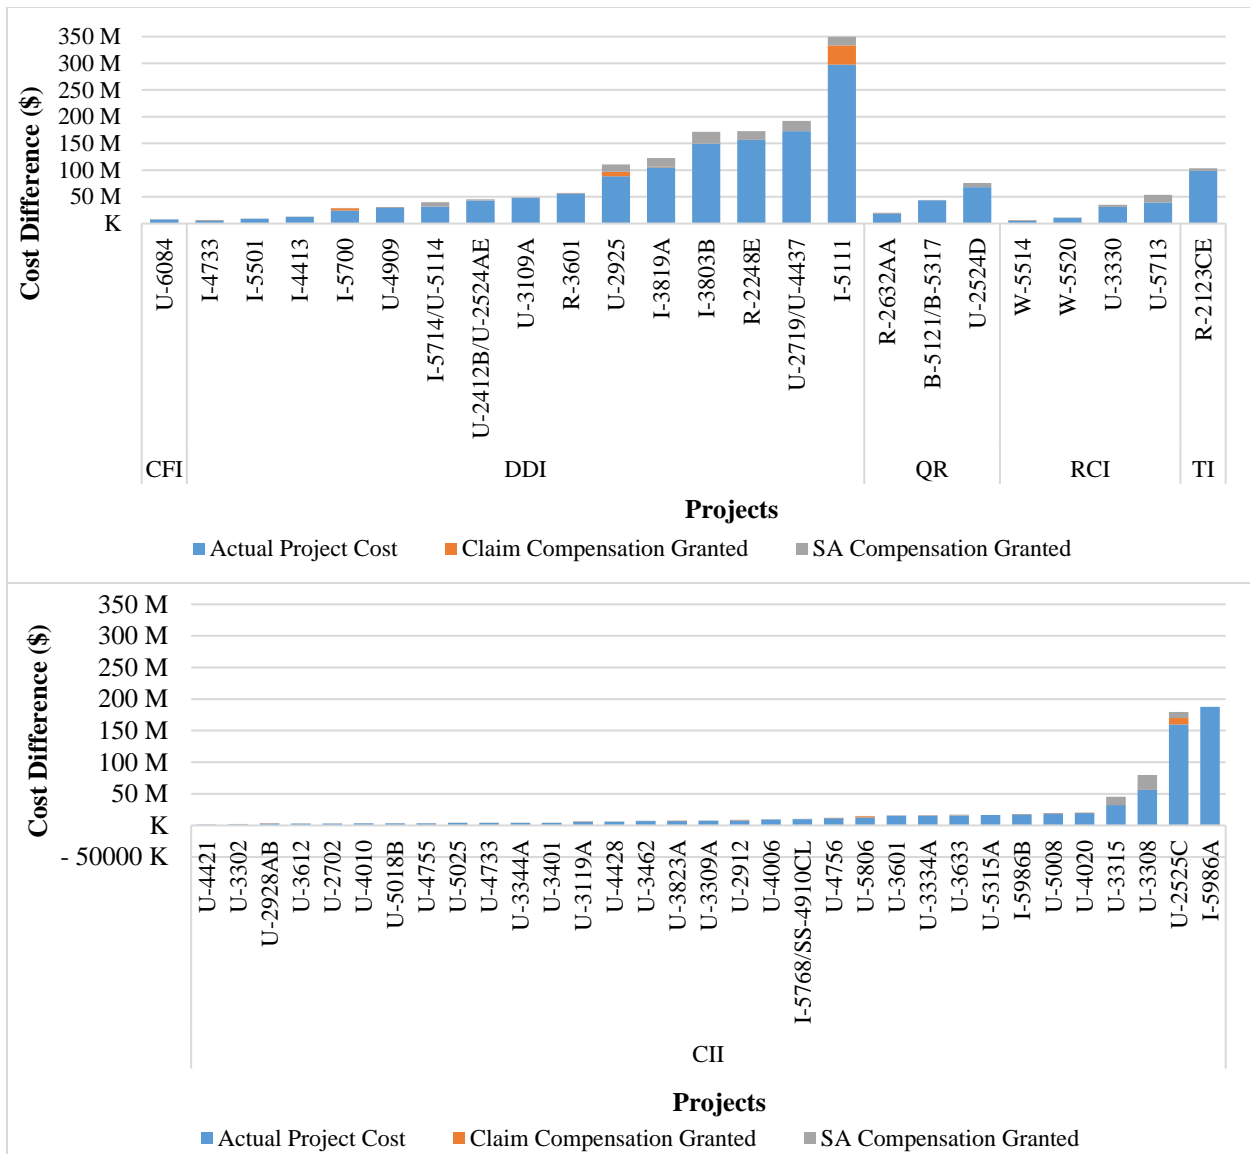 350 M
300 M
250 M
200 M
150 M
100 M
50 M
K
Cost Difference ($)
U-6084
I-4733
I-5501
I-4413
I-5700
U-4909
I-5714/U-5114
U-2412B/U-2524AE
U-3109A
R-3601
U-2925
I-3819A
I-3803B
R-2248E
U-2719/U-4437
I-5111
R-2632AA
B-5121/B-5317
U-2524D
W-5514
W-5520
U-3330
U-5713
R-2123CE
CFI DDI QR RCI TI
Projects
Actual Project Cost Claim Compensation Granted SA Compensation Granted
350 M
300 M
250 M
200 M
150 M
100 M
50 M
K
- 50000 K
Cost Difference ($)
U-4421
U-3302
U-2928AB
U-3612
U-2702
U-4010
U-5018B
U-4755
U-5025
U-4733
U-3344A
U-3401
U-3119A
U-4428
U-3462
U-3823A
U-3309A
U-2912
U-4006
I-5768/SS-4910CL
U-4756
U-5806
U-3601
U-3334A
U-3633
U-5315A
I-5986B
U-5008
U-4020
U-3315
U-3308
U-2525C
I-5986A
CII
Projects
Actual Project Cost Claim Compensation Granted SA Compensation Granted